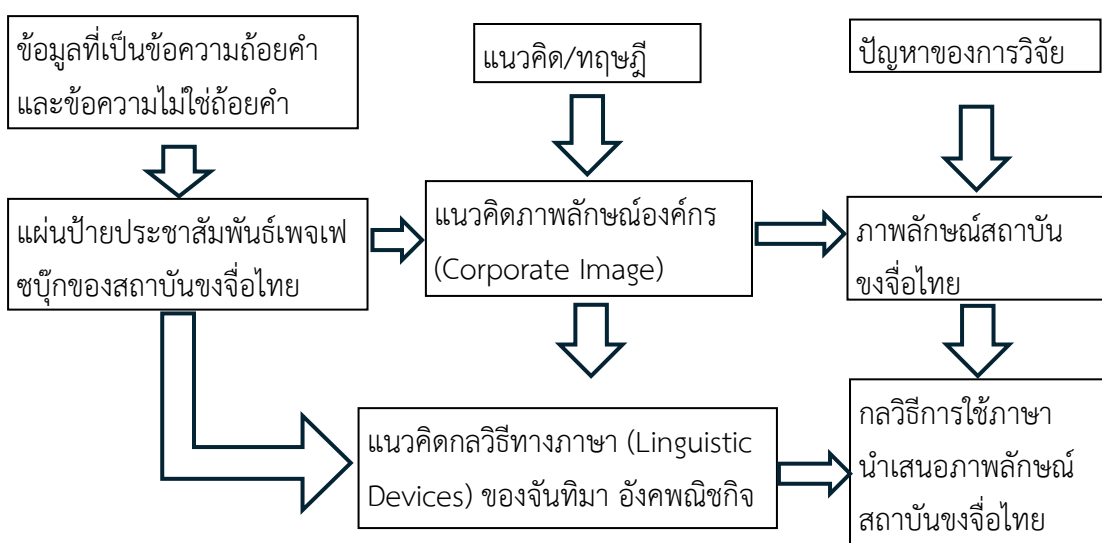 ข้อมูลที่เป็นข้อความถ้อยคำ
และข้อความไม่ใช่ถ้อยคำ
แนวคิด/ทฤษฎี
ปัญหาของการวิจัย
แผ่นป้ายประชาสัมพันธ์เพจเฟ
ซบุ๊กของสถาบันขงจื่อไทย
แนวคิดภาพลักษณ์องค์กร
(Corporate Image)
ภาพลักษณ์สถาบัน
ขงจื่อไทย
แนวคิดกลวิธีทางภาษา (Linguistic
Devices) ของจันทิมา อังคพณิชกิจ
กลวิธีการใช้ภาษา
นำเสนอภาพลักษณ์
สถาบันขงจื่อไทย